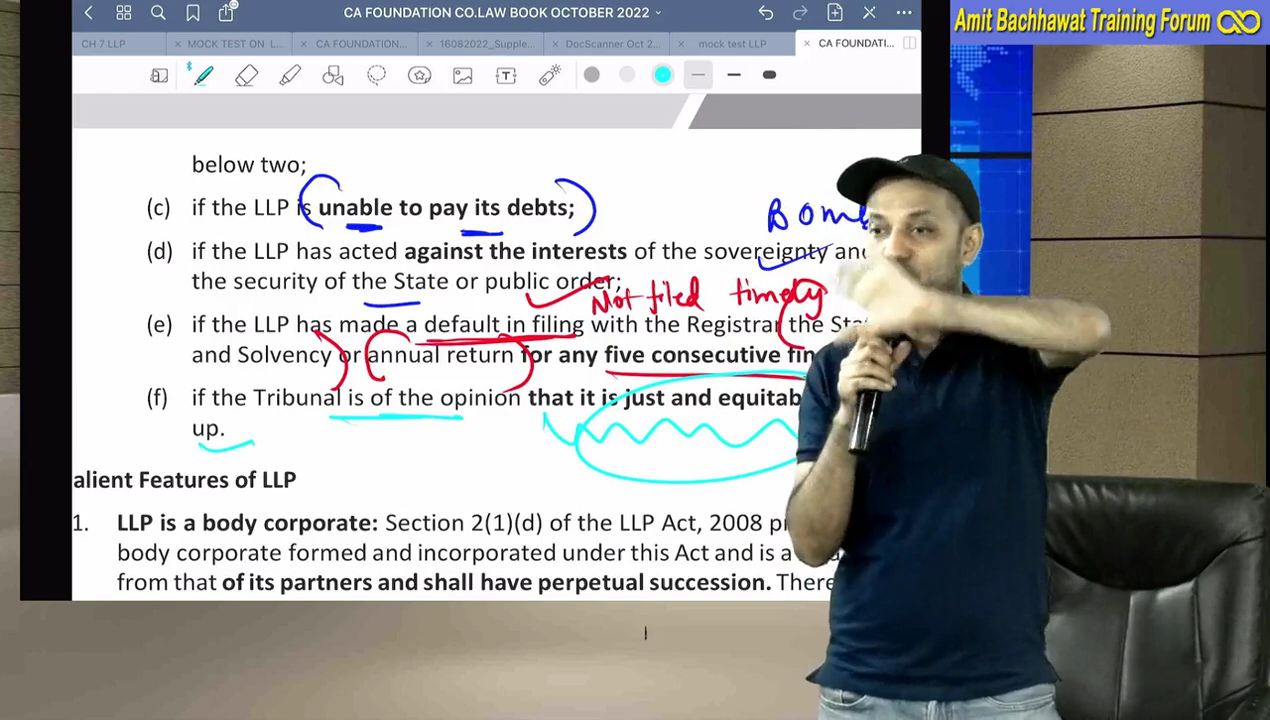 CA FOUNDATION CO.LAW BOOK OCTOBER 2022
Amit Bachhawat Training Forum
CH 7 LLP
MOCK TEST ON L...
CA FOUNDATION...
16082022_Supple...
DocScanner Oct 2...
mock test LLP
CA FOUNDATI...
below two;
(c) if the LLP is unable to pay its debts;
(d) if the LLP has acted against the interests of the sovereignty and
the security of the State or public order;
Not filed timely
(e) if the LLP has made a default in filing with the Registrar the
and Solvency or annual return for any five consecutive
(f) if the Tribunal is of the opinion that it is just and
up.
alient Features of LLP
1. LLP is a body corporate: Section 2(1)(d) of the LLP Act, 2008
body corporate formed and incorporated under this Act and is a
from that of its partners and shall have perpetual succession.